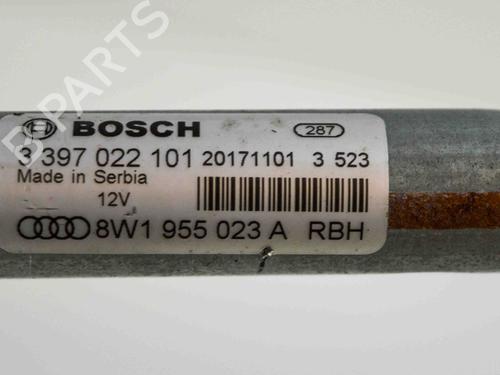 BOSCH 287
3 397 022 101 20171101 3 523
Made in Serbia
12V
8W1 955 023 A RBH
B-PARTS